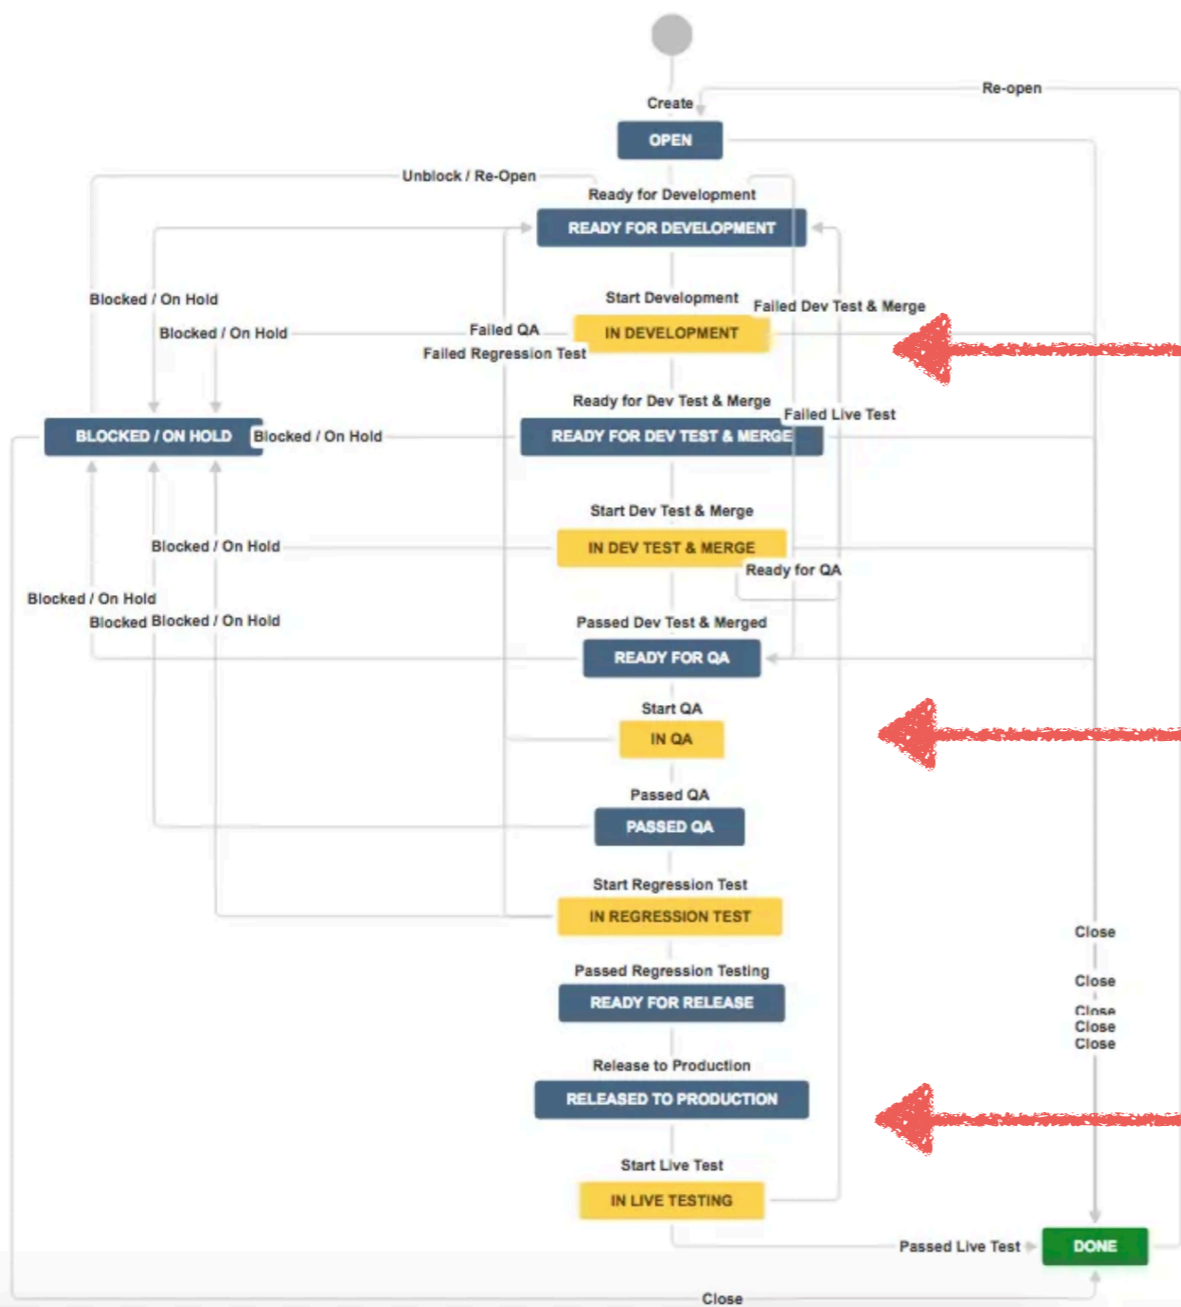 Re-open
Create
OPEN
Unblock / Re-Open
Ready for Development
READY FOR DEVELOPMENT
Blocked / On Hold
Start Development
Failed Dev Test & Merge
Blocked / On Hold
Failed QA
IN DEVELOPMENT
Failed Regression Test
Ready for Dev Test & Merge
Failed Live Test
BLOCKED / ON HOLD
Blocked / On Hold
READY FOR DEV TEST & MERGE
Start Dev Test & Merge
Blocked / On Hold
IN DEV TEST & MERGE
Ready for QA
Blocked / On Hold
Blocked
Blocked / On Hold
Passed Dev Test & Merged
READY FOR QA
Start QA
IN QA
Passed QA
PASSED QA
Start Regression Test
IN REGRESSION TEST
Close
Passed Regression Testing
Close
READY FOR RELEASE
Close
Close
Close
Release to Production
RELEASED TO PRODUCTION
Start Live Test
IN LIVE TESTING
Passed Live Test
DONE
Close